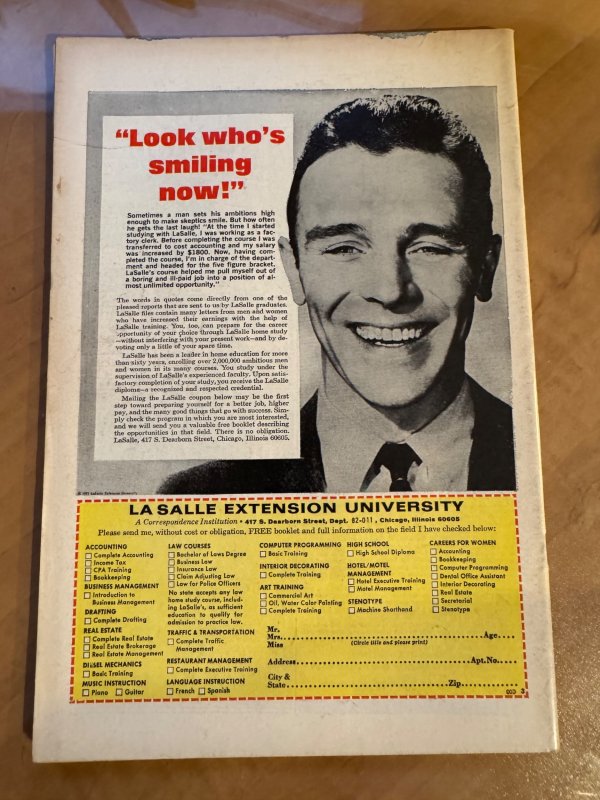 “Look who’s
smiling
now!”
Sometimes a man sets his ambitions high
enough to make skeptics smile. But how often
he gets the last laugh! “At the time I started
studying with LaSalle, I was working as a fac-
tory clerk. Before completing the course I was
transferred to cost accounting and my salary
was increased by $1800. Now, having com-
pleted the course, I’m in charge of the depart-
ment and headed for the five figure bracket.
LaSalle’s course helped me pull myself out of
a boring and ill-paid job into a position of al-
most unlimited opportunity.”
The words in quotes come directly from one of the
pleased reports that are sent to us by LaSalle graduates.
LaSalle files contain many letters from men and women
who have increased their earnings with the help of
LaSalle training. You, too, can prepare for the career
opportunity of your choice through LaSalle home study
—without interfering with your present work—and by de-
voting only a little of your spare time.
LaSalle has been a leader in home education for more
than sixty years, enrolling over 2,000,000 ambitious men
and women in its many courses. You study under the
supervision of LaSalle’s experienced faculty. Upon satis-
factory completion of your study, you receive the LaSalle
diploma—a recognized and respected credential.
Mailing the LaSalle coupon below may be the first
step toward preparing yourself for a better job, higher
pay, and the many good things that go with success. Sim-
ply check the program in which you are most interested,
and we will send you a valuable free booklet describing
the opportunities in that field. There is no obligation.
LaSalle, 417 S. Dearborn Street, Chicago, Illinois 60605.
LaSalle Extension University
LA SALLE EXTENSION UNIVERSITY
A Correspondence Institution • 417 S. Dearborn Street, Dept. 82-011, Chicago, Illinois 60605
Please send me, without cost or obligation, FREE booklet and full information on the field I have checked below:
ACCOUNTING
Complete Accounting
Income Tax
CPA Training
Bookkeeping
BUSINESS MANAGEMENT
Introduction to
Business Management
DRAFTING
Complete Drafting
REAL ESTATE
Complete Real Estate
Real Estate Brokerage
Real Estate Management
DIESEL MECHANICS
Basic Training
MUSIC INSTRUCTION
Piano Guitar
LAW COURSES
Bachelor of Laws Degree
Business Law
Insurance Law
Claim Adjusting Law
Law for Police Officers
No state accepts any law
home study course, includ-
ing LaSalle’s, as sufficient
education to qualify for
admission to practice law.
TRAFFIC & TRANSPORTATION
Complete Traffic
Management
RESTAURANT MANAGEMENT
Complete Executive Training
LANGUAGE INSTRUCTION
French Spanish
COMPUTER PROGRAMMING
Basic Training
INTERIOR DECORATING
Complete Training
ART TRAINING
Commercial Art
Oil, Water Color Painting
Complete Training
HIGH SCHOOL
High School Diploma
HOTEL/MOTEL
MANAGEMENT
Hotel Executive Training
Motel Management
STENOTYPE
Machine Shorthand
CAREERS FOR WOMEN
Accounting
Bookkeeping
Computer Programming
Dental Office Assistant
Interior Decorating
Real Estate
Secretarial
Stenotype
Mr.
Mrs. Age
Miss
(Circle title and please print)
Address Apt.No.
City &
State Zip